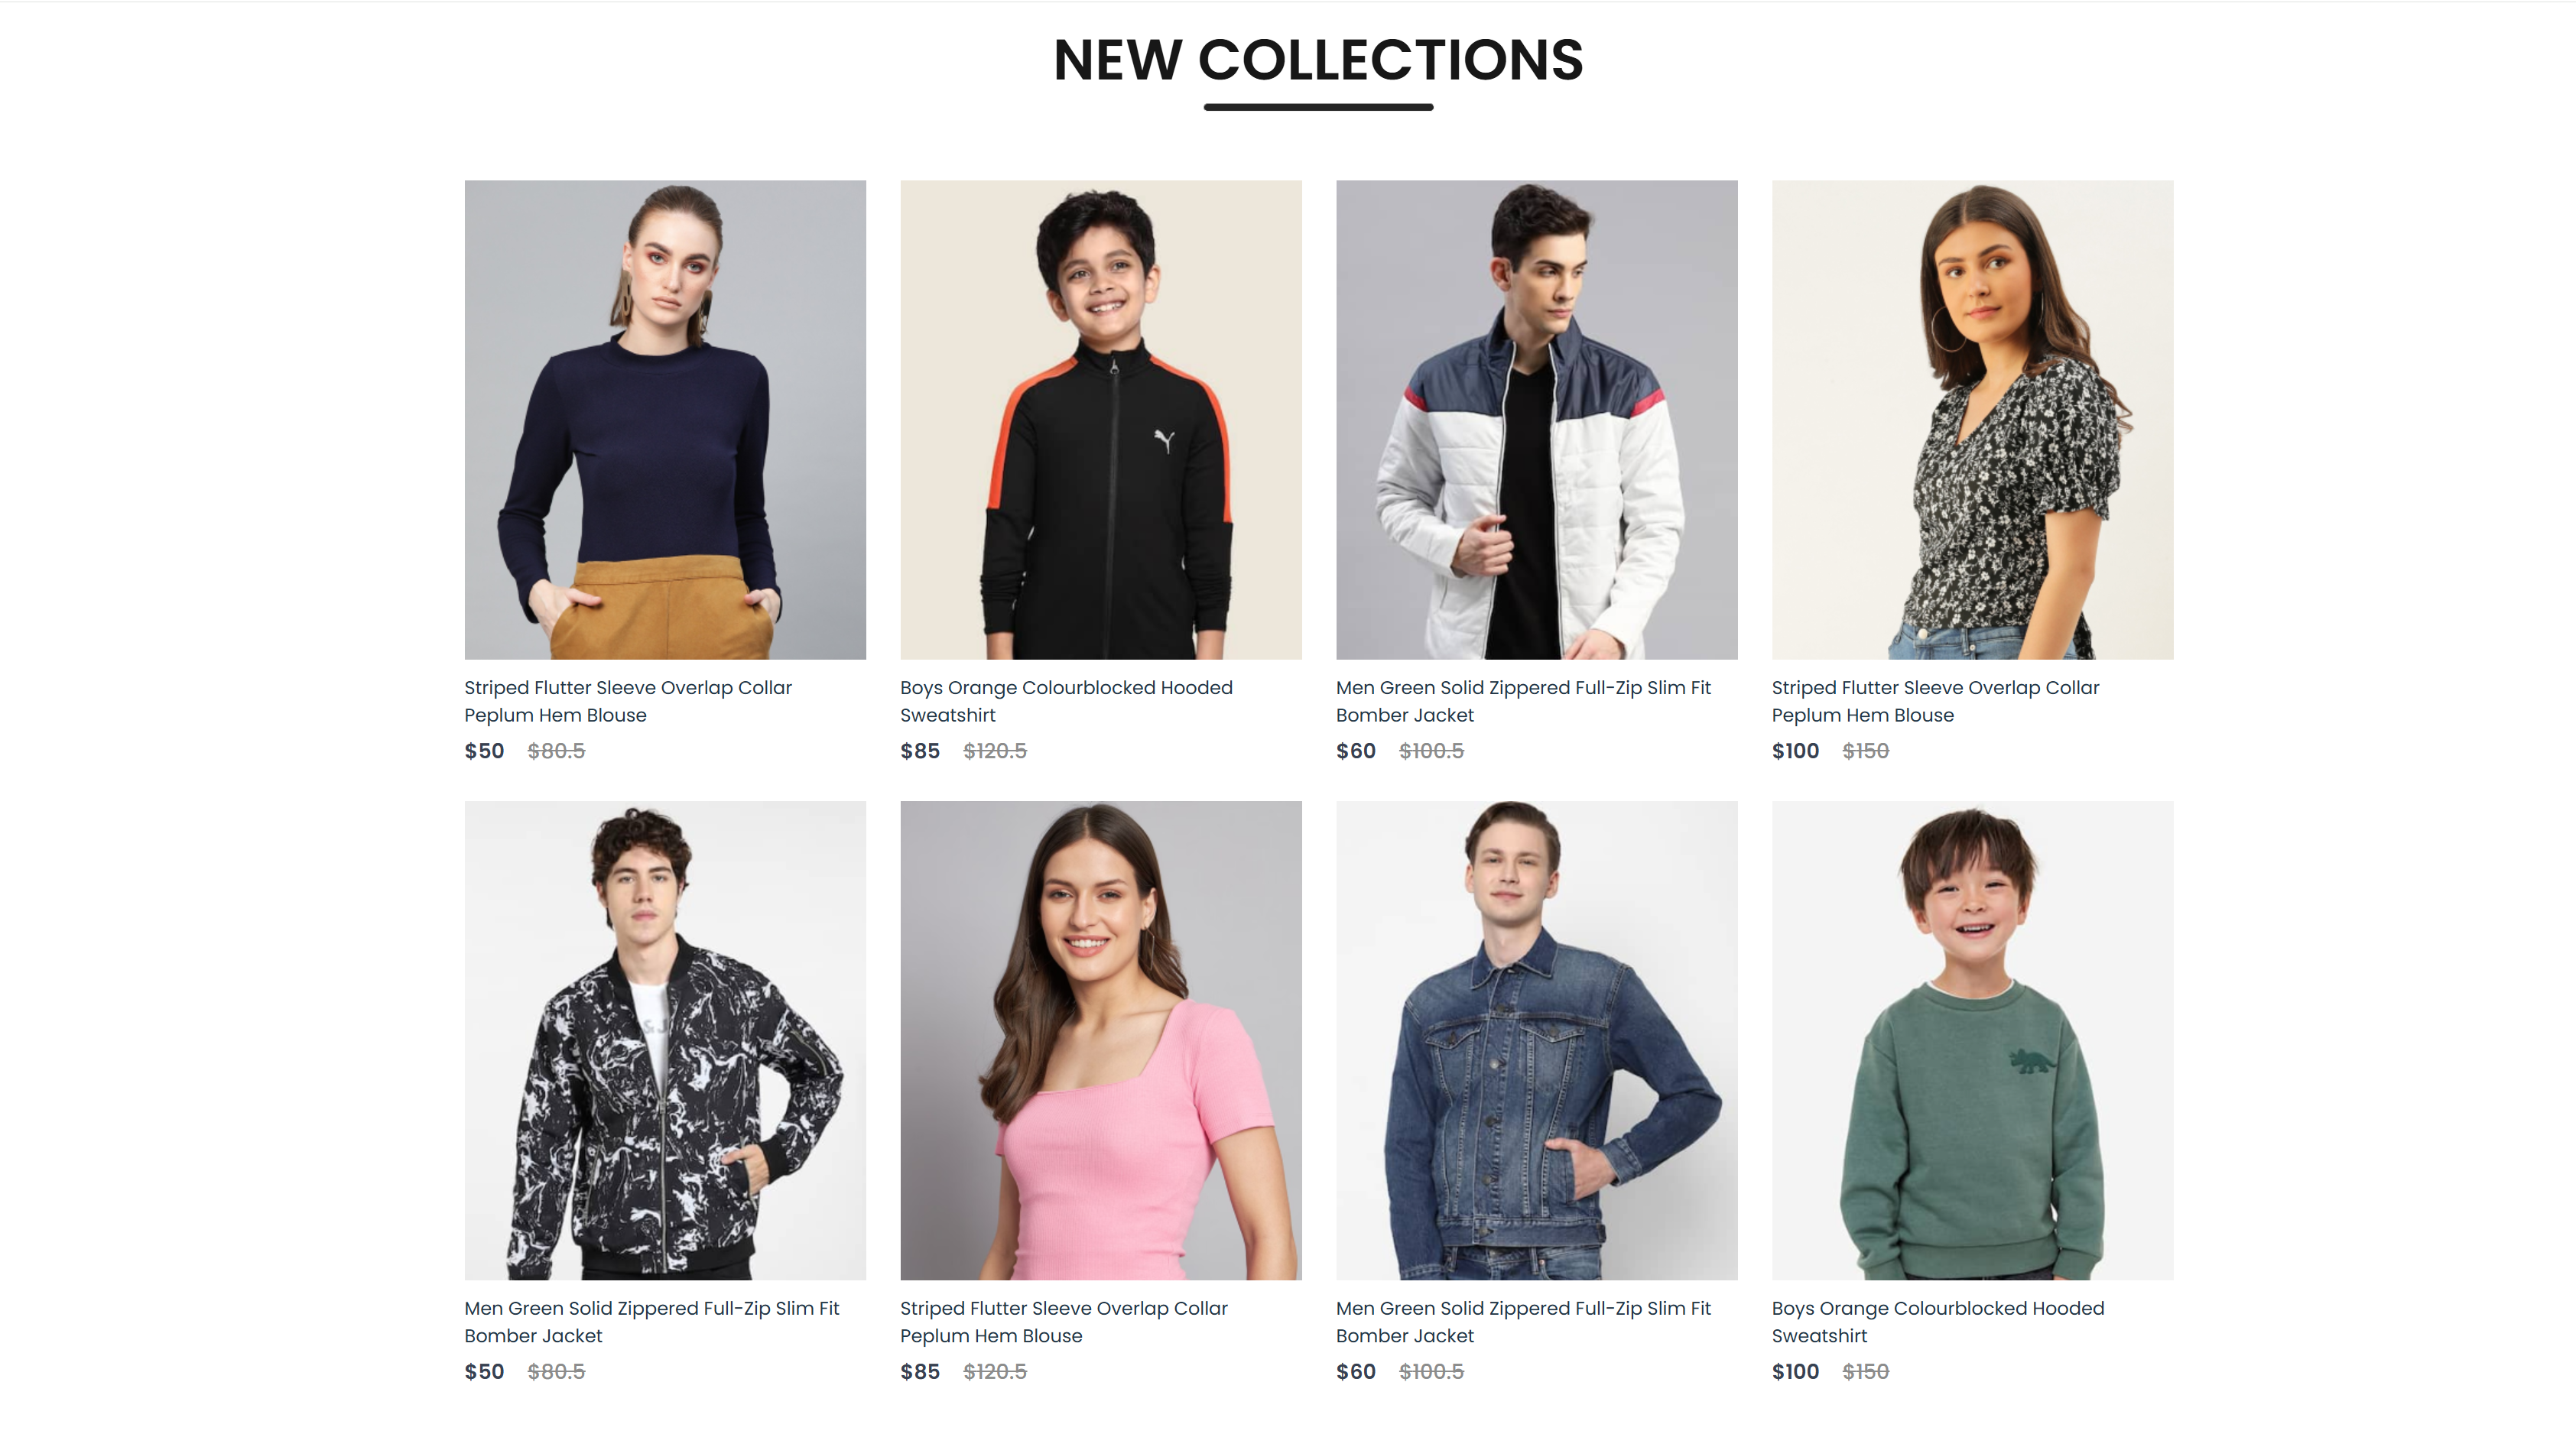 NEW COLLECTIONS
Striped Flutter Sleeve Overlap Collar
Peplum Hem Blouse
$50 $80.5
Boys Orange Colourblocked Hooded
Sweatshirt
$85 $120.5
Men Green Solid Zippered Full-Zip Slim Fit
Bomber Jacket
$60 $100.5
Striped Flutter Sleeve Overlap Collar
Peplum Hem Blouse
$100 $150
&J
Men Green Solid Zippered Full-Zip Slim Fit
Bomber Jacket
$50 $80.5
Striped Flutter Sleeve Overlap Collar
Peplum Hem Blouse
$85 $120.5
Men Green Solid Zippered Full-Zip Slim Fit
Bomber Jacket
$60 $100.5
Boys Orange Colourblocked Hooded
Sweatshirt
$100 $150